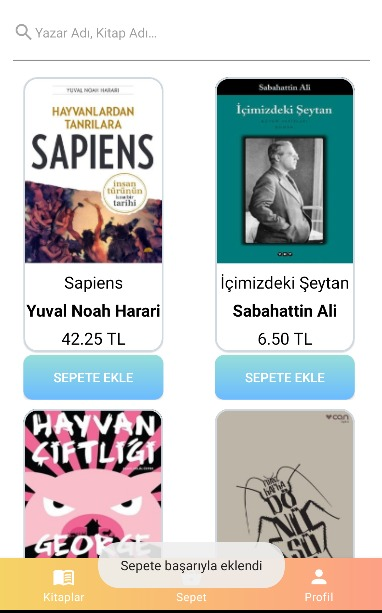 Yazar Adı, Kitap Adı...
YUVAL NOAH HARARI
HAYVANLARDAN
TANRILARA
SAPIENS
insan
türünün
kısa bir
tarihi
Sapiens
Yuval Noah Harari
42.25 TL
SEPETE EKLE
Sabahattin Ali
İçimizdeki Şeytan
İçimizdeki Şeytan
Sabahattin Ali
6.50 TL
SEPETE EKLE
HAYVAN
ÇİFTLİĞİ
GEORGE
can
DÖ
NÜŞ
Sepete başarıyla eklendi
Kitaplar
Sepet
Profil